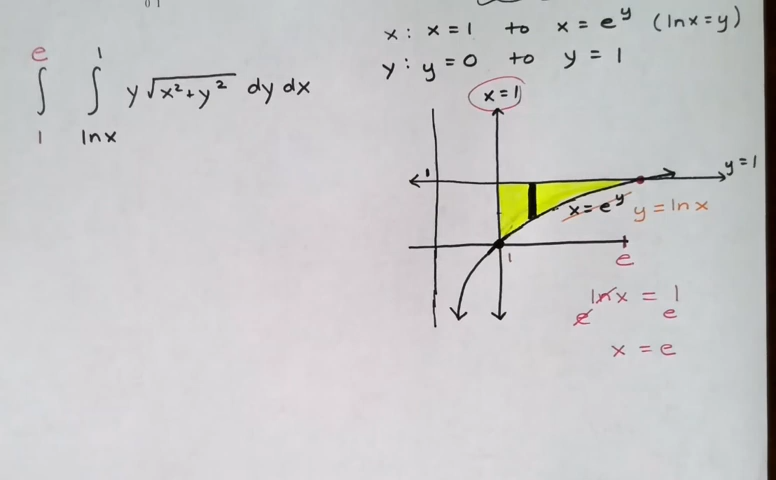 x: x = 1 to x = e^y (ln x = y)
y: y = 0 to y = 1
∫_1^e ∫_{ln x}^1 y √(x² + y²) dy dx
x = 1
1
y = 1
x = e^y y = ln x
1
e
ln x = 1
e e
x = e